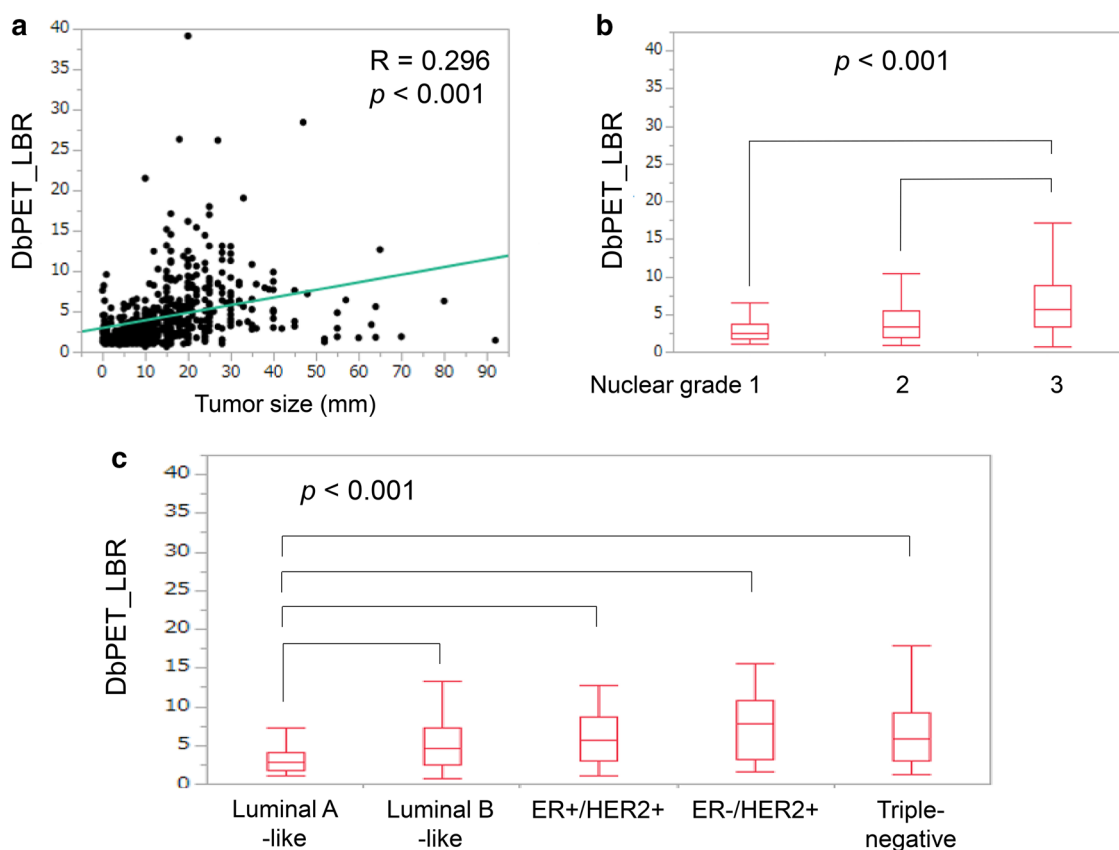 a
40
35
30
25
20
15
10
5
0
DbPET_LBR
R = 0.296
p < 0.001
0 10 20 30 40 50 60 70 80 90
Tumor size (mm)
b
40
35
30
25
20
15
10
5
0
DbPET_LBR
p < 0.001
Nuclear grade 1 2 3
c
40
35
30
25
20
15
10
5
0
DbPET_LBR
p < 0.001
Luminal A Luminal B ER+/HER2+ ER-/HER2+ Triple-
-like -like negative